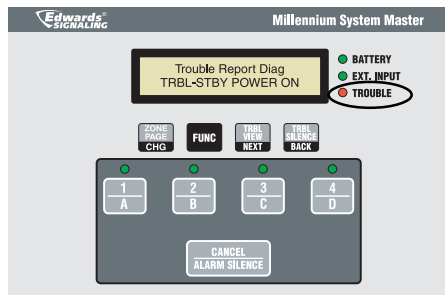 Edwards®
SIGNALING
Millennium System Master
Trouble Report Diag
TRBL-STBY POWER ON
BATTERY
EXT. INPUT
TROUBLE
ZONE
PAGE
CHG
FUNC
TRBL
VIEW
NEXT
TRBL
SILENCE
BACK
1
A
2
B
3
C
4
D
CANCEL
ALARM SILENCE